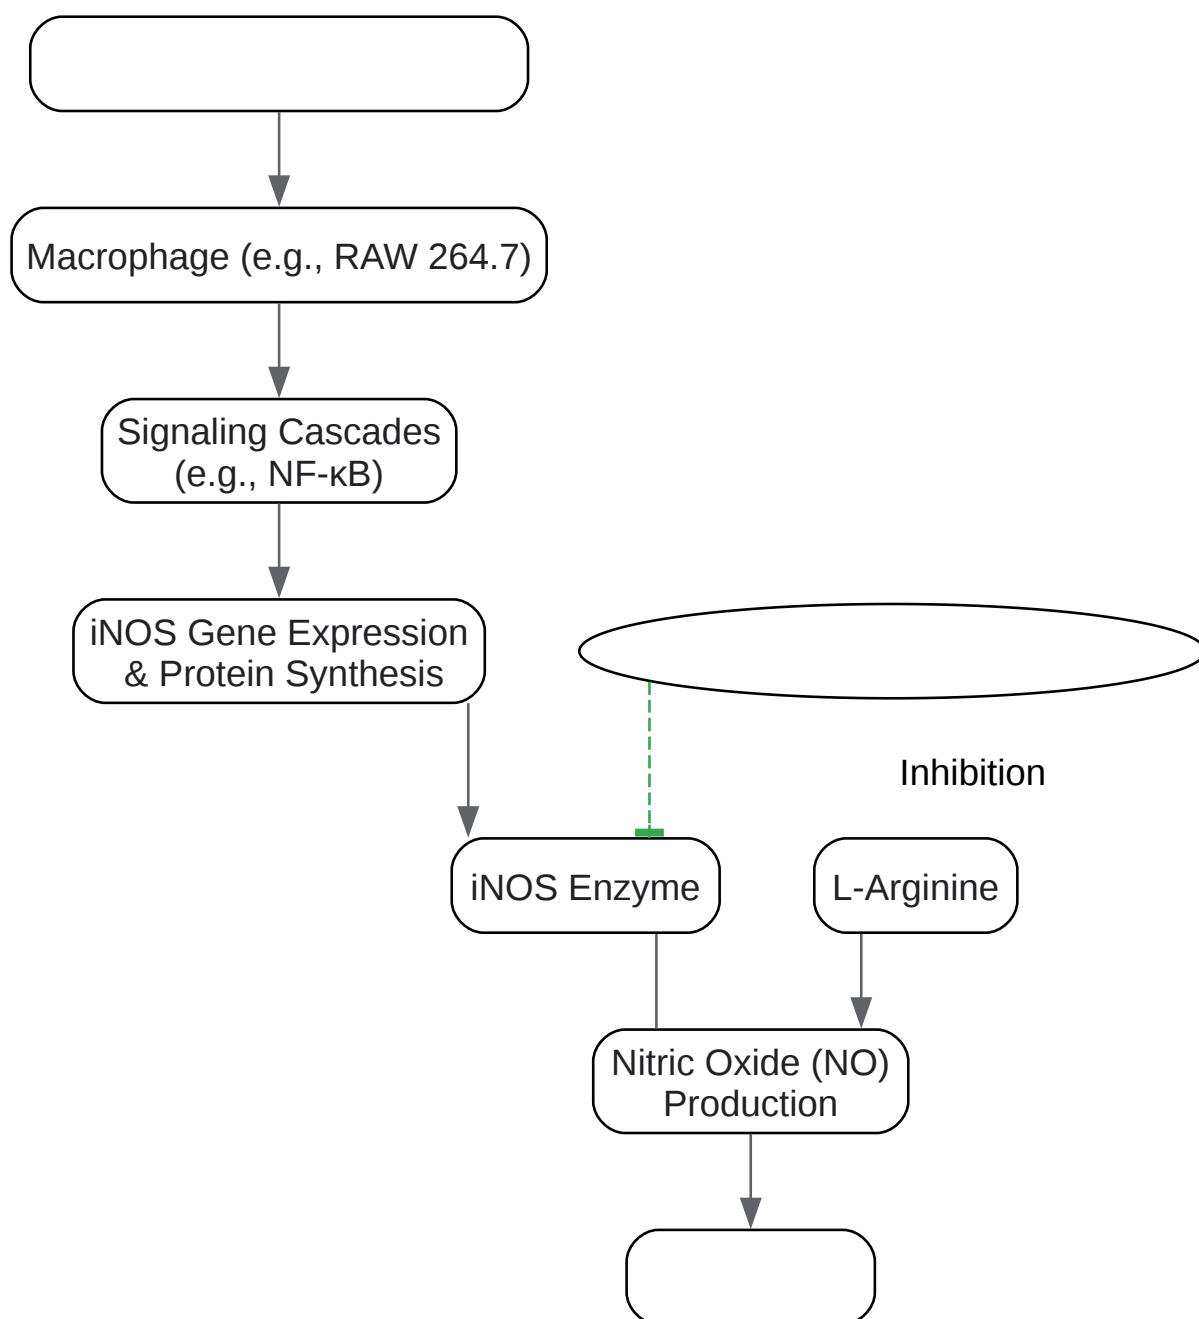 Macrophage (e.g., RAW 264.7)
Signaling Cascades
(e.g., NF-κB)
iNOS Gene Expression
& Protein Synthesis
Inhibition
iNOS Enzyme
L-Arginine
Nitric Oxide (NO)
Production